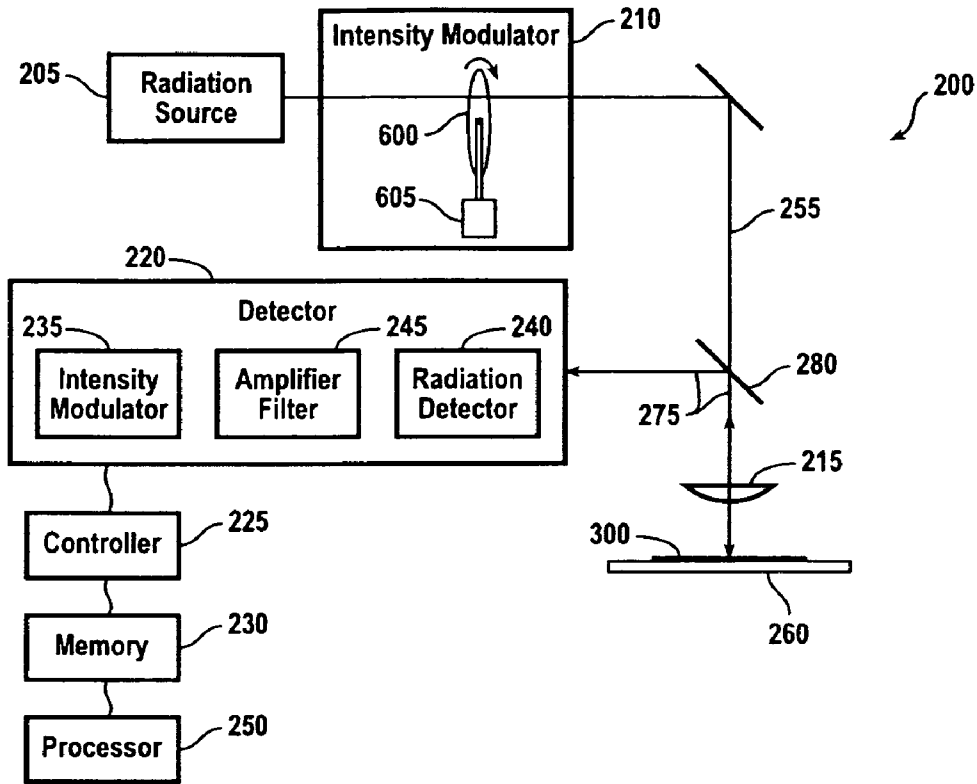 210
Intensity Modulator
205
Radiation
Source
600
605
200
255
220
Detector
235
245
240
Intensity
Modulator
Amplifier
Filter
Radiation
Detector
280
275
215
225
Controller
300
260
230
Memory
250
Processor